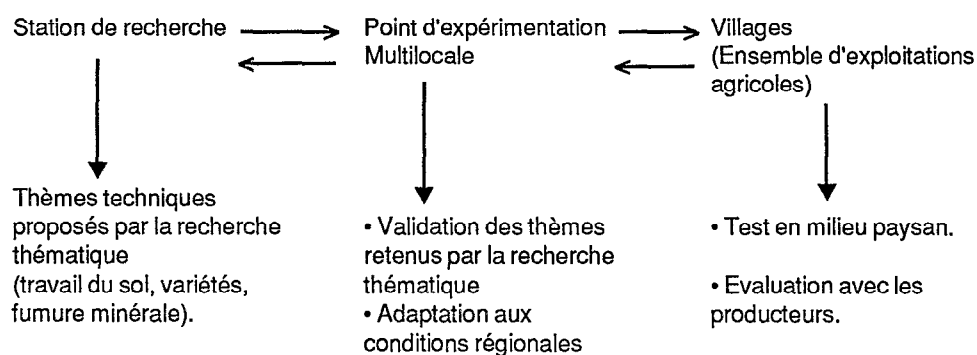 Station de recherche
Point d'expérimentation
Multilocale
Villages
(Ensemble d'exploitations
agricoles)
Thèmes techniques
proposés par la recherche
thématique
(travail du sol, variétés,
fumure minérale).
• Validation des thèmes
retenus par la recherche
thématique
• Adaptation aux
conditions régionales
• Test en milieu paysan.
• Evaluation avec les
producteurs.